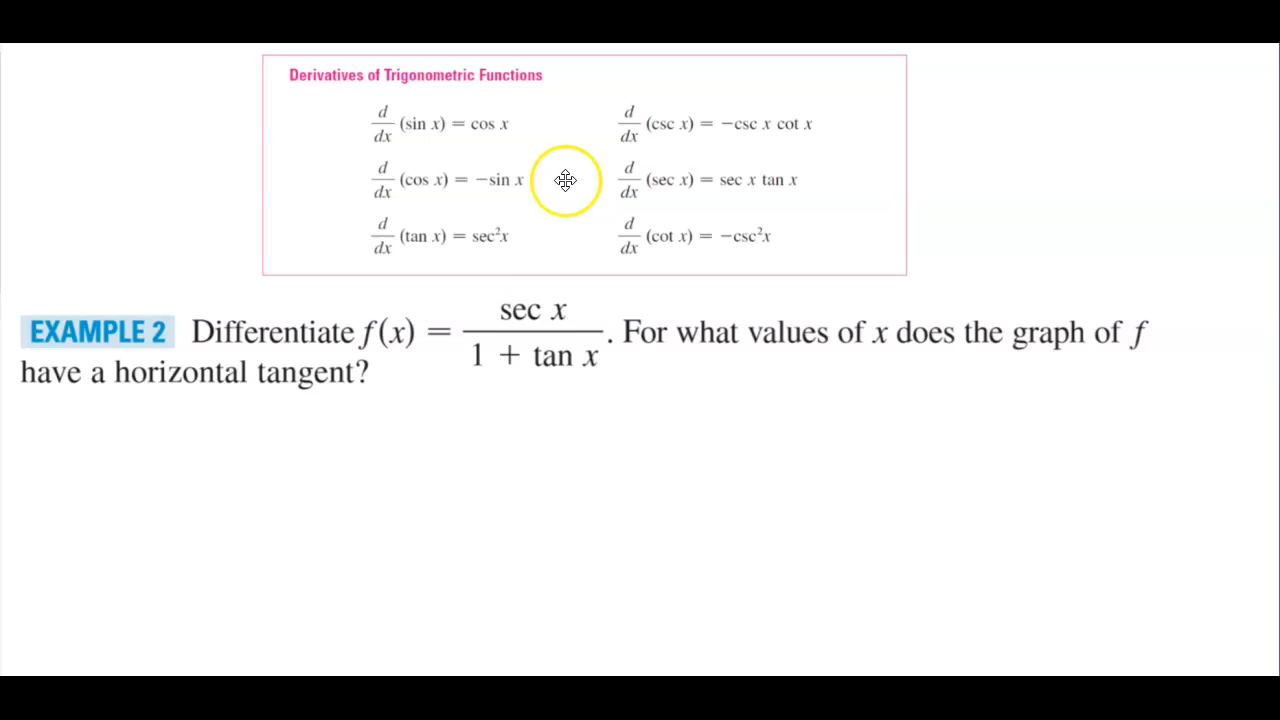 Derivatives of Trigonometric Functions
d/dx (sin x) = cos x
d/dx (csc x) = −csc x cot x
d/dx (cos x) = −sin x
d/dx (sec x) = sec x tan x
d/dx (tan x) = sec²x
d/dx (cot x) = −csc²x
EXAMPLE 2 Differentiate f(x) = sec x / 1 + tan x . For what values of x does the graph of f
have a horizontal tangent?